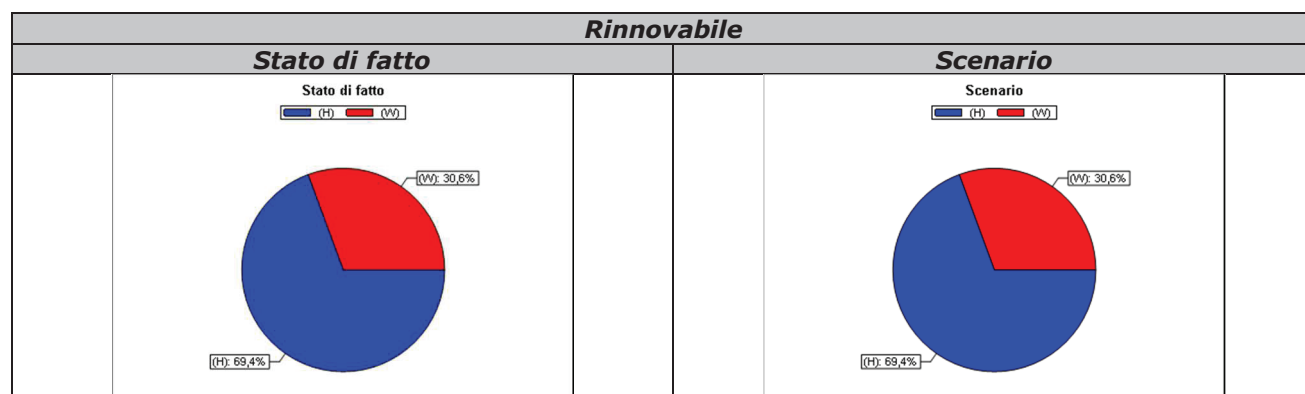 Rinnovabile
Stato di fatto Scenario
Stato di fatto
(H) (W)
(W): 30,6%
(H): 69,4%
Scenario
(H) (W)
(W): 30,6%
(H): 69,4%